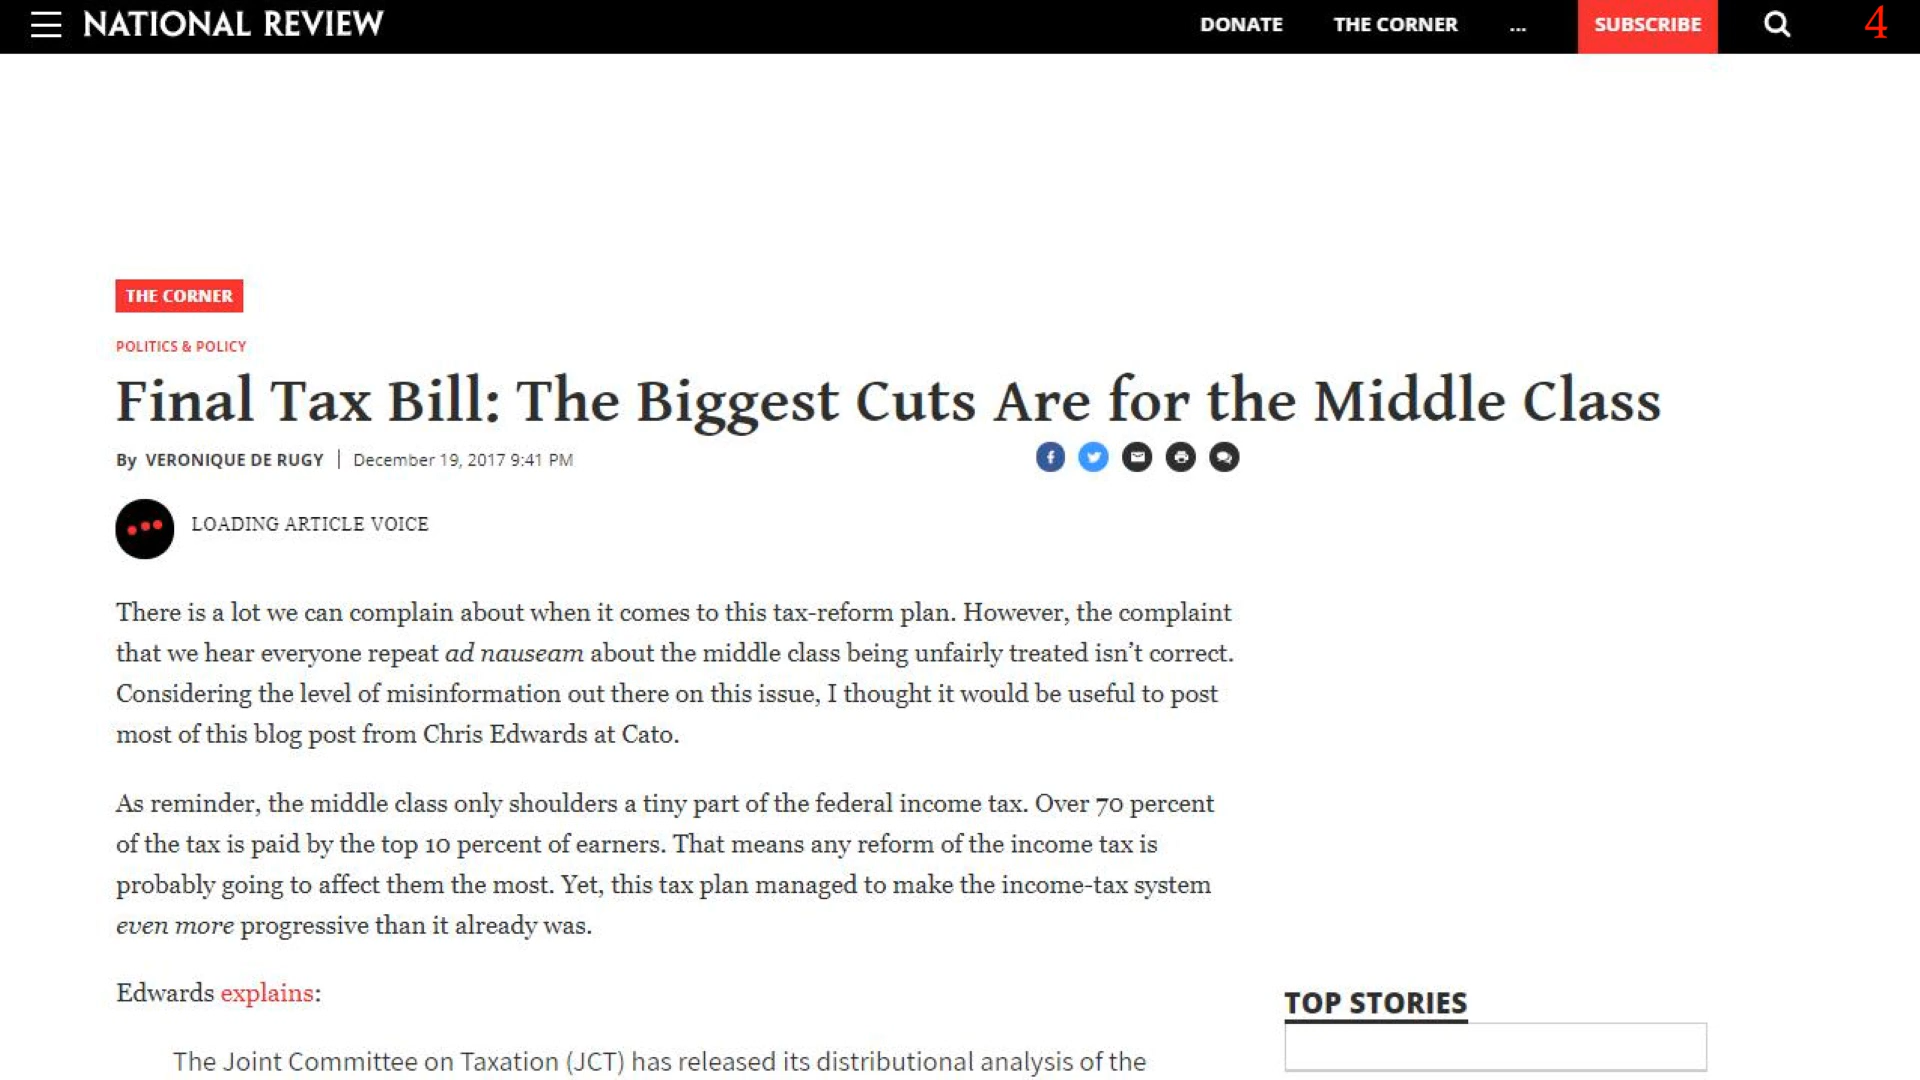 NATIONAL REVIEW
DONATE THE CORNER ... SUBSCRIBE 4
THE CORNER
POLITICS & POLICY
Final Tax Bill: The Biggest Cuts Are for the Middle Class
By VERONIQUE DE RUGY | December 19, 2017 9:41 PM
LOADING ARTICLE VOICE
There is a lot we can complain about when it comes to this tax-reform plan. However, the complaint
that we hear everyone repeat ad nauseam about the middle class being unfairly treated isn’t correct.
Considering the level of misinformation out there on this issue, I thought it would be useful to post
most of this blog post from Chris Edwards at Cato.
As reminder, the middle class only shoulders a tiny part of the federal income tax. Over 70 percent
of the tax is paid by the top 10 percent of earners. That means any reform of the income tax is
probably going to affect them the most. Yet, this tax plan managed to make the income-tax system
even more progressive than it already was.
Edwards explains:
The Joint Committee on Taxation (JCT) has released its distributional analysis of the
TOP STORIES